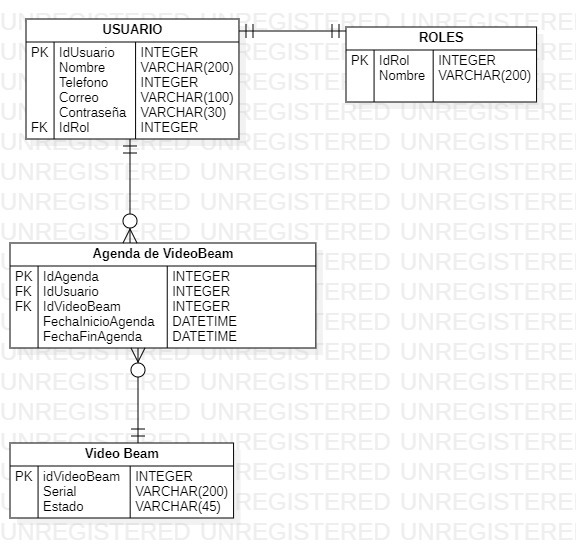 USUARIO
PK IdUsuario INTEGER
Nombre VARCHAR(200)
Telefono INTEGER
Correo VARCHAR(100)
Contraseña VARCHAR(30)
FK IdRol INTEGER
ROLES
PK IdRol INTEGER
Nombre VARCHAR(200)
Agenda de VideoBeam
PK IdAgenda INTEGER
FK IdUsuario INTEGER
FK IdVideoBeam INTEGER
FechaInicioAgenda DATETIME
FechaFinAgenda DATETIME
Video Beam
PK idVideoBeam INTEGER
Serial VARCHAR(200)
Estado VARCHAR(45)
UNREGISTERED UNREGISTERED UNREGISTERED